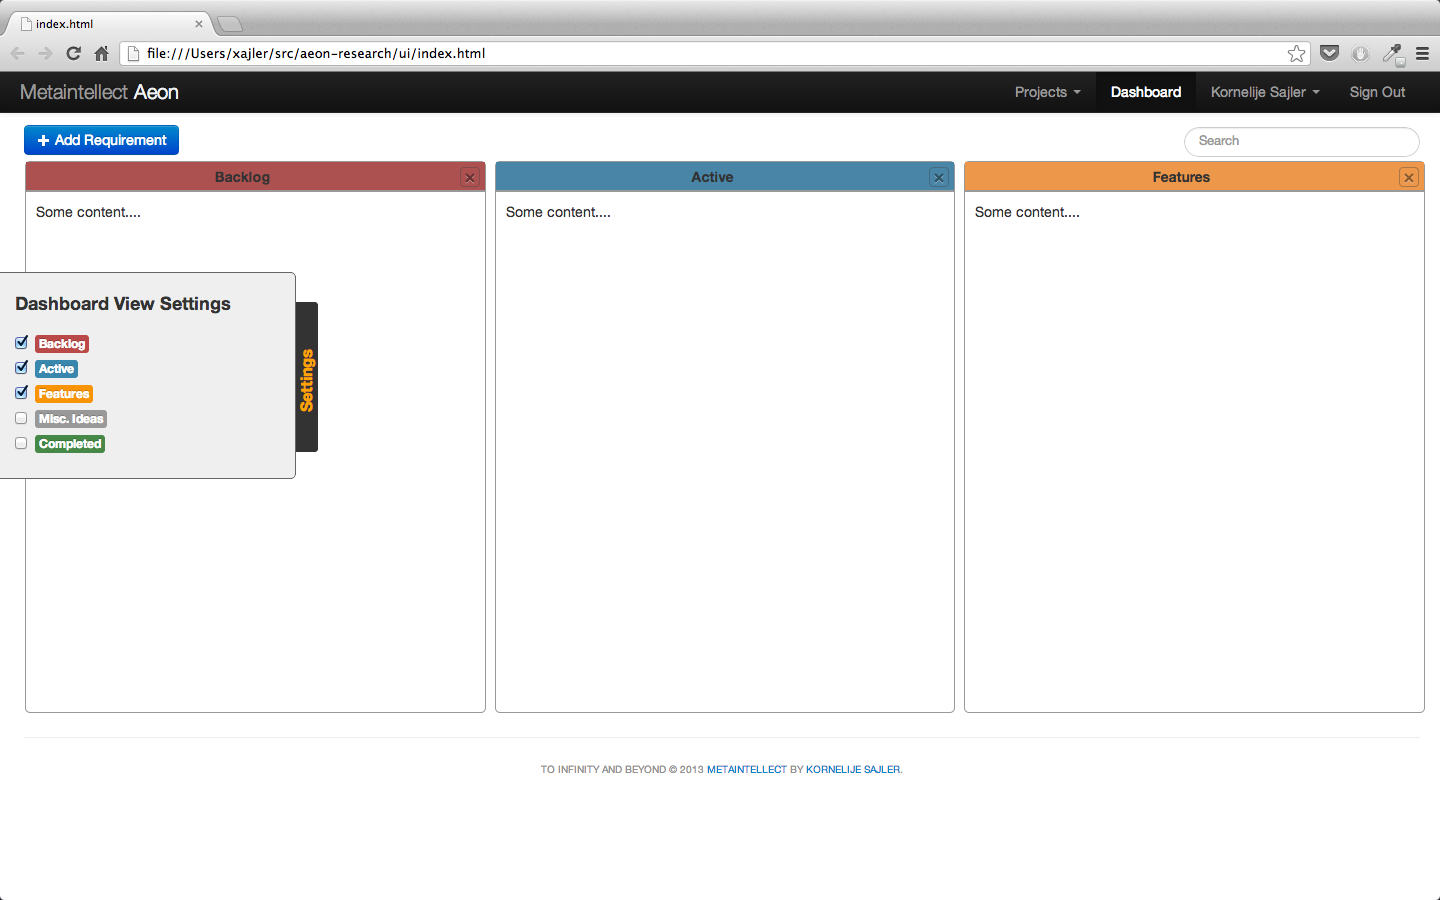 index.html
file:///Users/xajler/src/aeon-research/ui/index.html
Metaintellect Aeon
Projects
Dashboard
Kornelije Sajler
Sign Out
Add Requirement
Search
Backlog
Active
Features
Some content....
Some content....
Some content....
Dashboard View Settings
Backlog
Active
Features
Misc. Ideas
Completed
Settings
TO INFINITY AND BEYOND © 2013 METAINTELLECT BY KORNELIJE SAJLER.